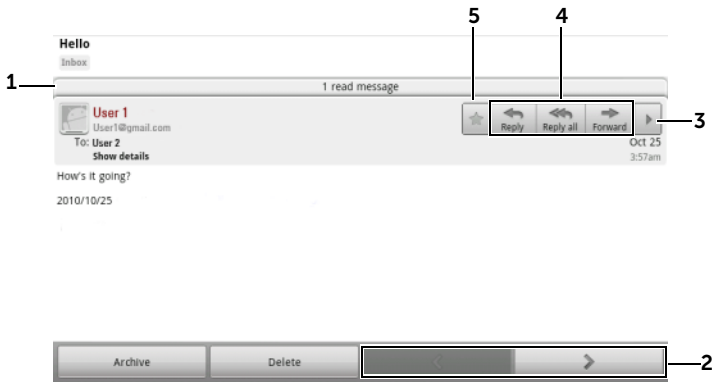 5 4
Hello
Inbox
1
1 read message
User 1
User1@gmail.com
Reply Reply all Forward
3
To: User 2
Oct 25
Show details
3:57am
How's it going?
2010/10/25
Archive Delete
2